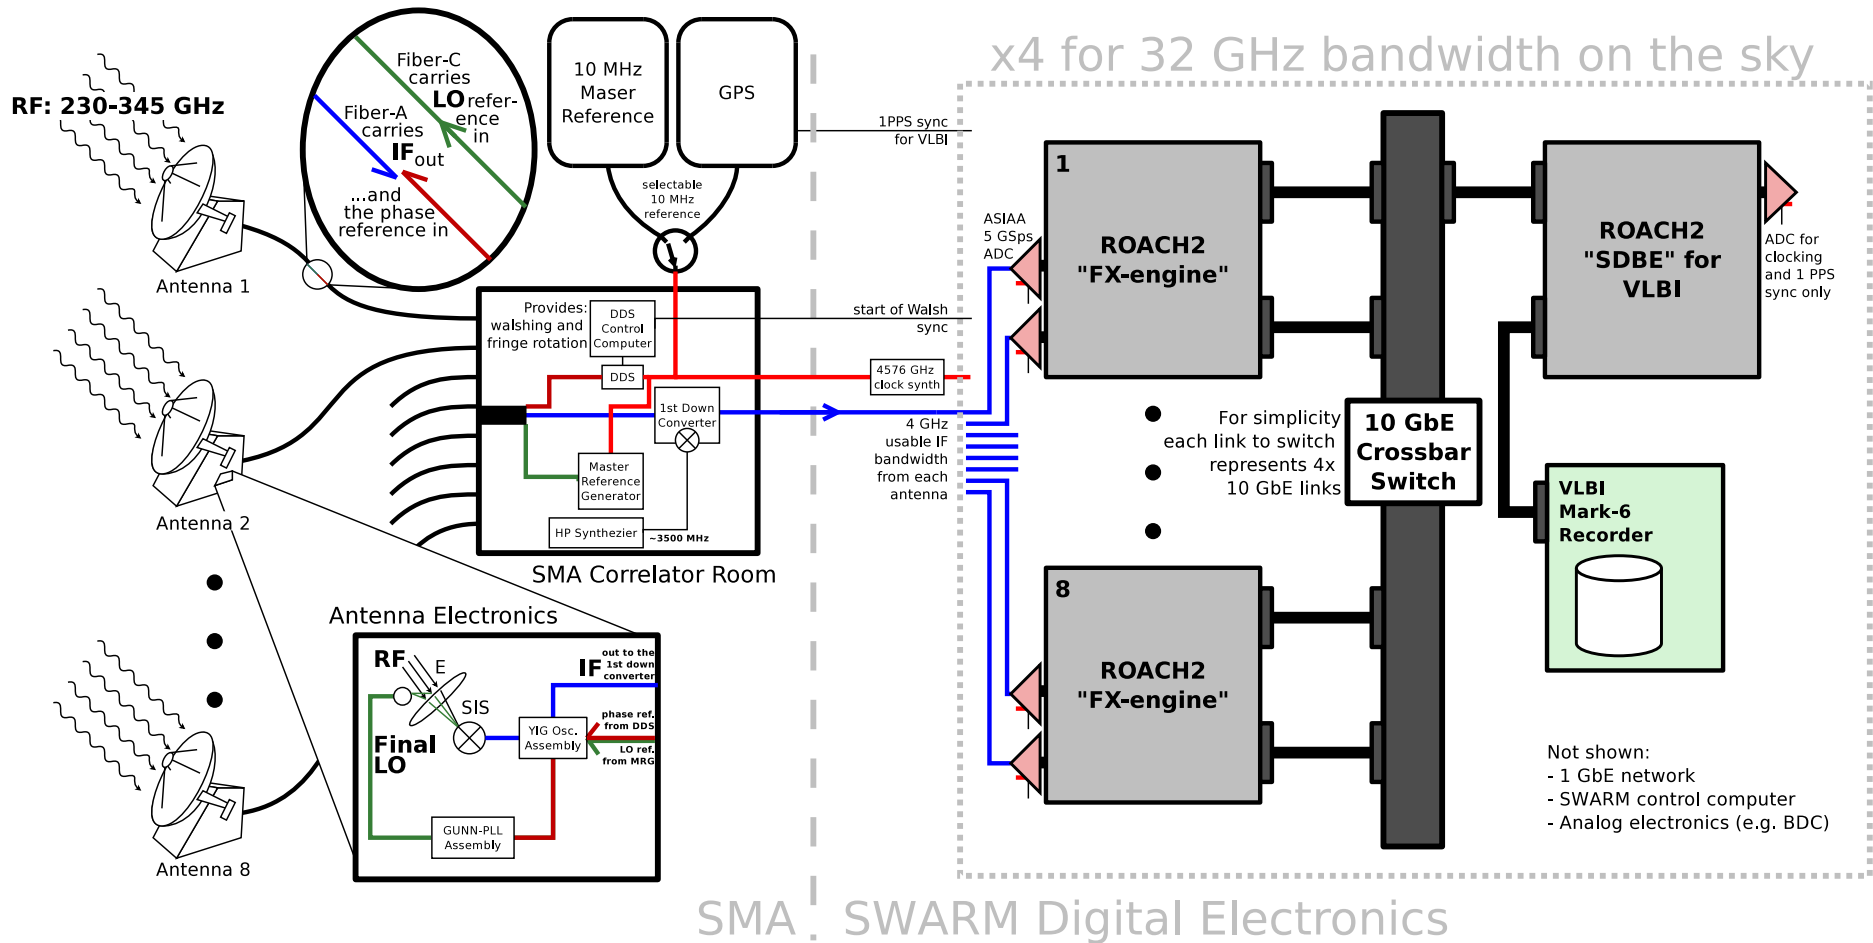 x4 for 32 GHz bandwidth on the sky
RF: 230-345 GHz
Fiber-C
carries
LO refer-
ence
in
Fiber-A
carries
IF out
...and
the phase
reference in
10 MHz
Maser
Reference
GPS
selectable
10 MHz
reference
1PPS sync
for VLBI
Antenna 1
Antenna 2
Antenna 8
Provides:
walshing and
fringe rotation
DDS
Control
Computer
DDS
1st Down
Converter
Master
Reference
Generator
HP Synthezier
~3500 MHz
SMA Correlator Room
start of Walsh
sync
4576 GHz
clock synth
4 GHz
usable IF
bandwidth
from each
antenna
Antenna Electronics
RF
E
SIS
IF
out to the
1st down
converter
YIG Osc.
Assembly
phase ref.
from DDS
LO ref.
from MRG
Final
LO
GUNN-PLL
Assembly
ASIAA
5 GSps
ADC
1
ROACH2
"FX-engine"
For simplicity
each link to switch
represents 4x
10 GbE links
10 GbE
Crossbar
Switch
8
ROACH2
"FX-engine"
ROACH2
"SDBE" for
VLBI
ADC for
clocking
and 1 PPS
sync only
VLBI
Mark-6
Recorder
Not shown:
- 1 GbE network
- SWARM control computer
- Analog electronics (e.g. BDC)
SMA
SWARM Digital Electronics